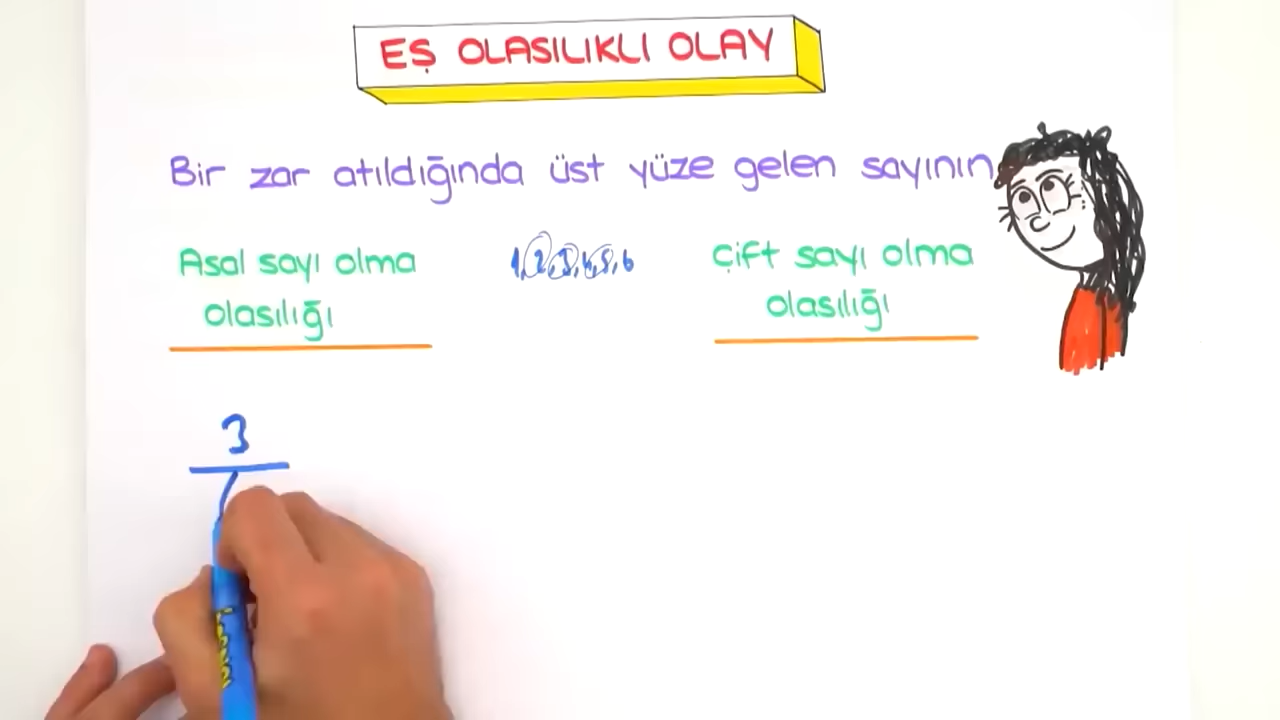 EŞ OLASILIKLI OLAY
Bir zar atıldığında üst yüze gelen sayının
Asal sayı olma
olasılığı
1,2,3,4,5,6
Çift sayı olma
olasılığı
3